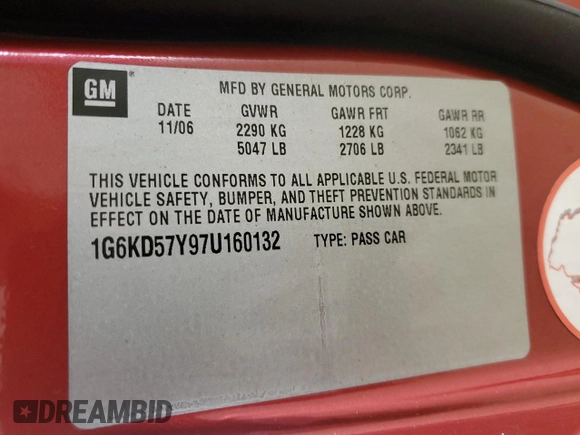 GM
MFD BY GENERAL MOTORS CORP.
DATE GVWR GAWR FRT GAWR RR
11/06 2290 KG 1228 KG 1062 KG
5047 LB 2706 LB 2341 LB
THIS VEHICLE CONFORMS TO ALL APPLICABLE U.S. FEDERAL MOTOR
VEHICLE SAFETY, BUMPER, AND THEFT PREVENTION STANDARDS IN
EFFECT ON THE DATE OF MANUFACTURE SHOWN ABOVE.
1G6KD57Y97U160132 TYPE: PASS CAR
DREAMBID